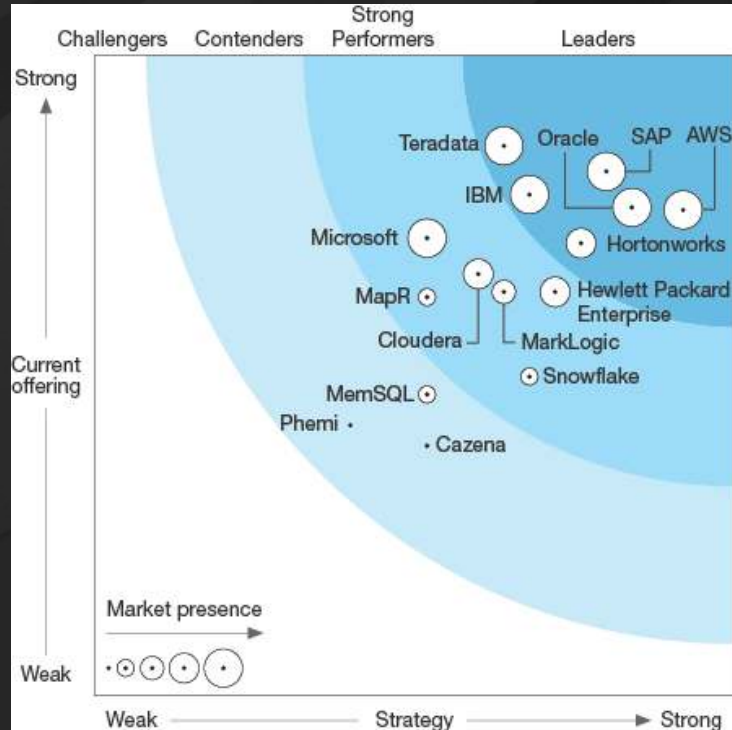 Strong
Challengers Contenders Performers Leaders
Strong
Teradata Oracle SAP AWS
IBM
Microsoft Hortonworks
MapR Hewlett Packard
Enterprise
Cloudera MarkLogic
Current
offering
Snowflake
MemSQL
Phemi
Cazena
Market presence
Weak
Weak Strategy Strong